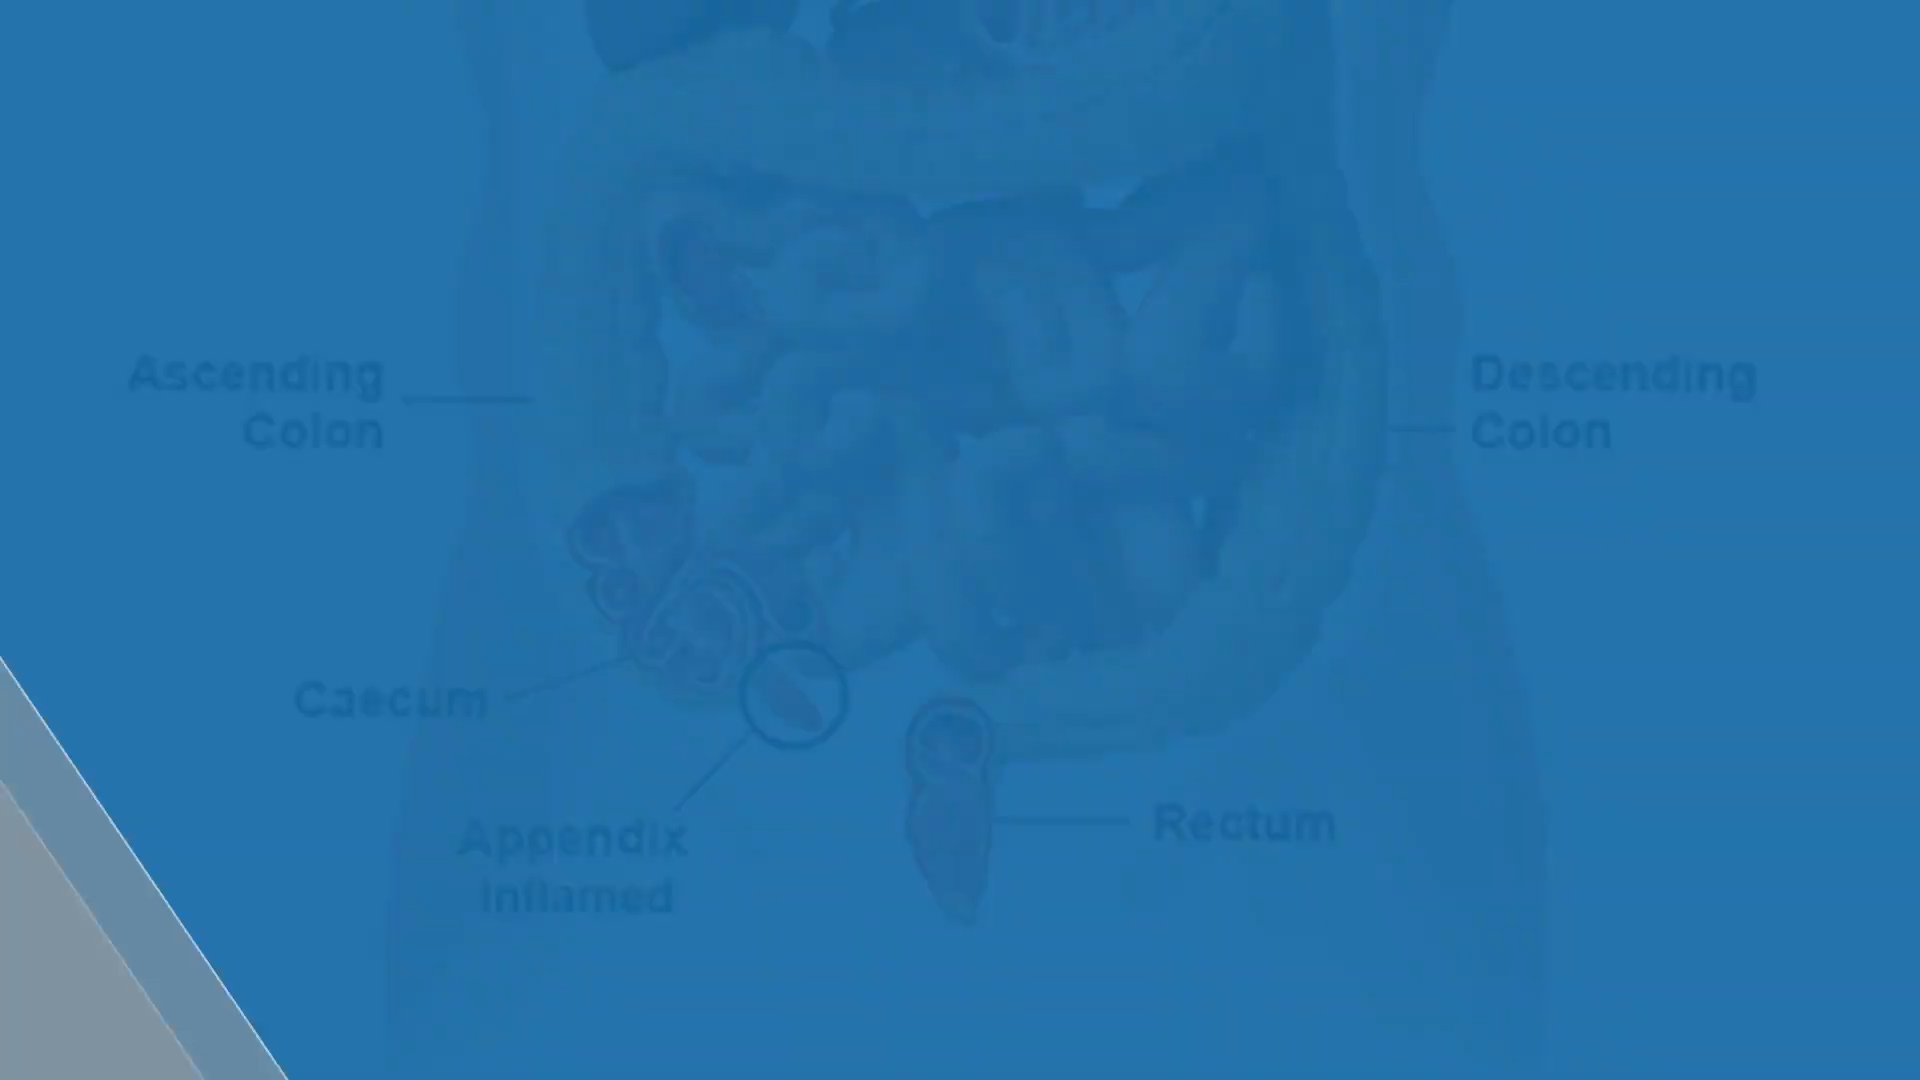 Ascending
Colon
Descending
Colon
Caecum
Appendix
Inflamed
Rectum